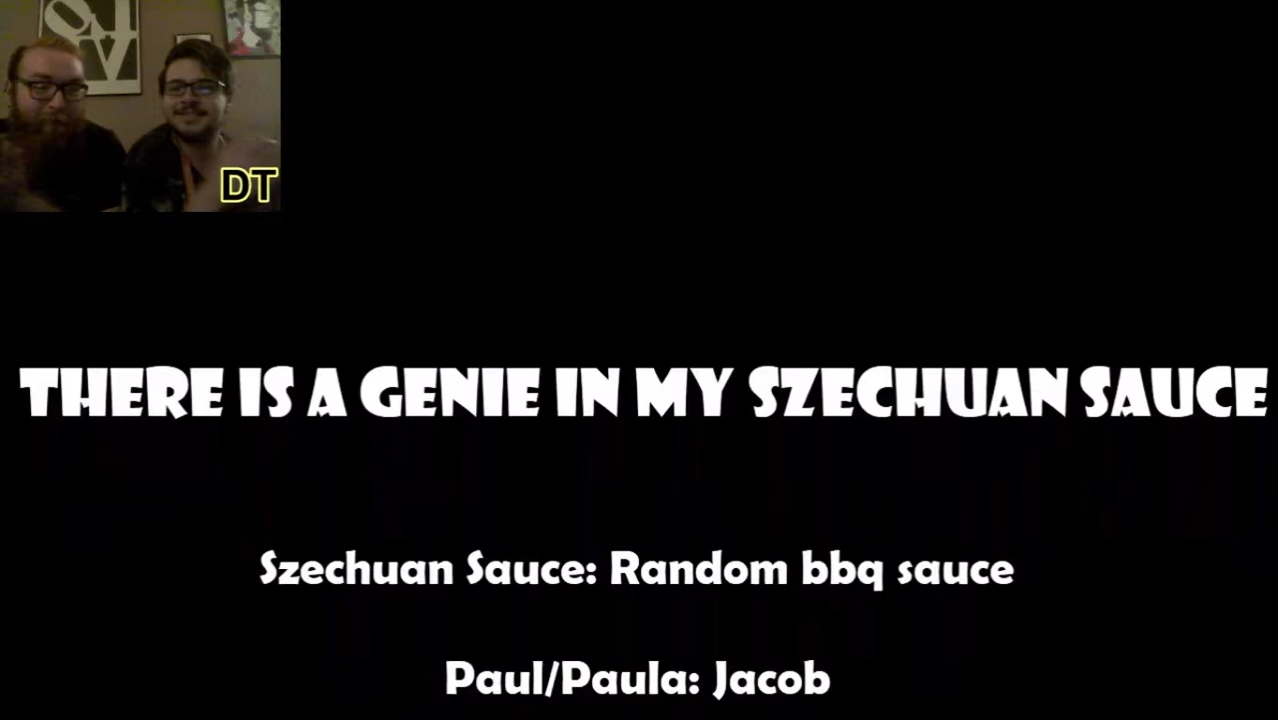 DT
THERE IS A GENIE IN MY SZECHUAN SAUCE
Szechuan Sauce: Random bbq sauce
Paul/Paula: Jacob